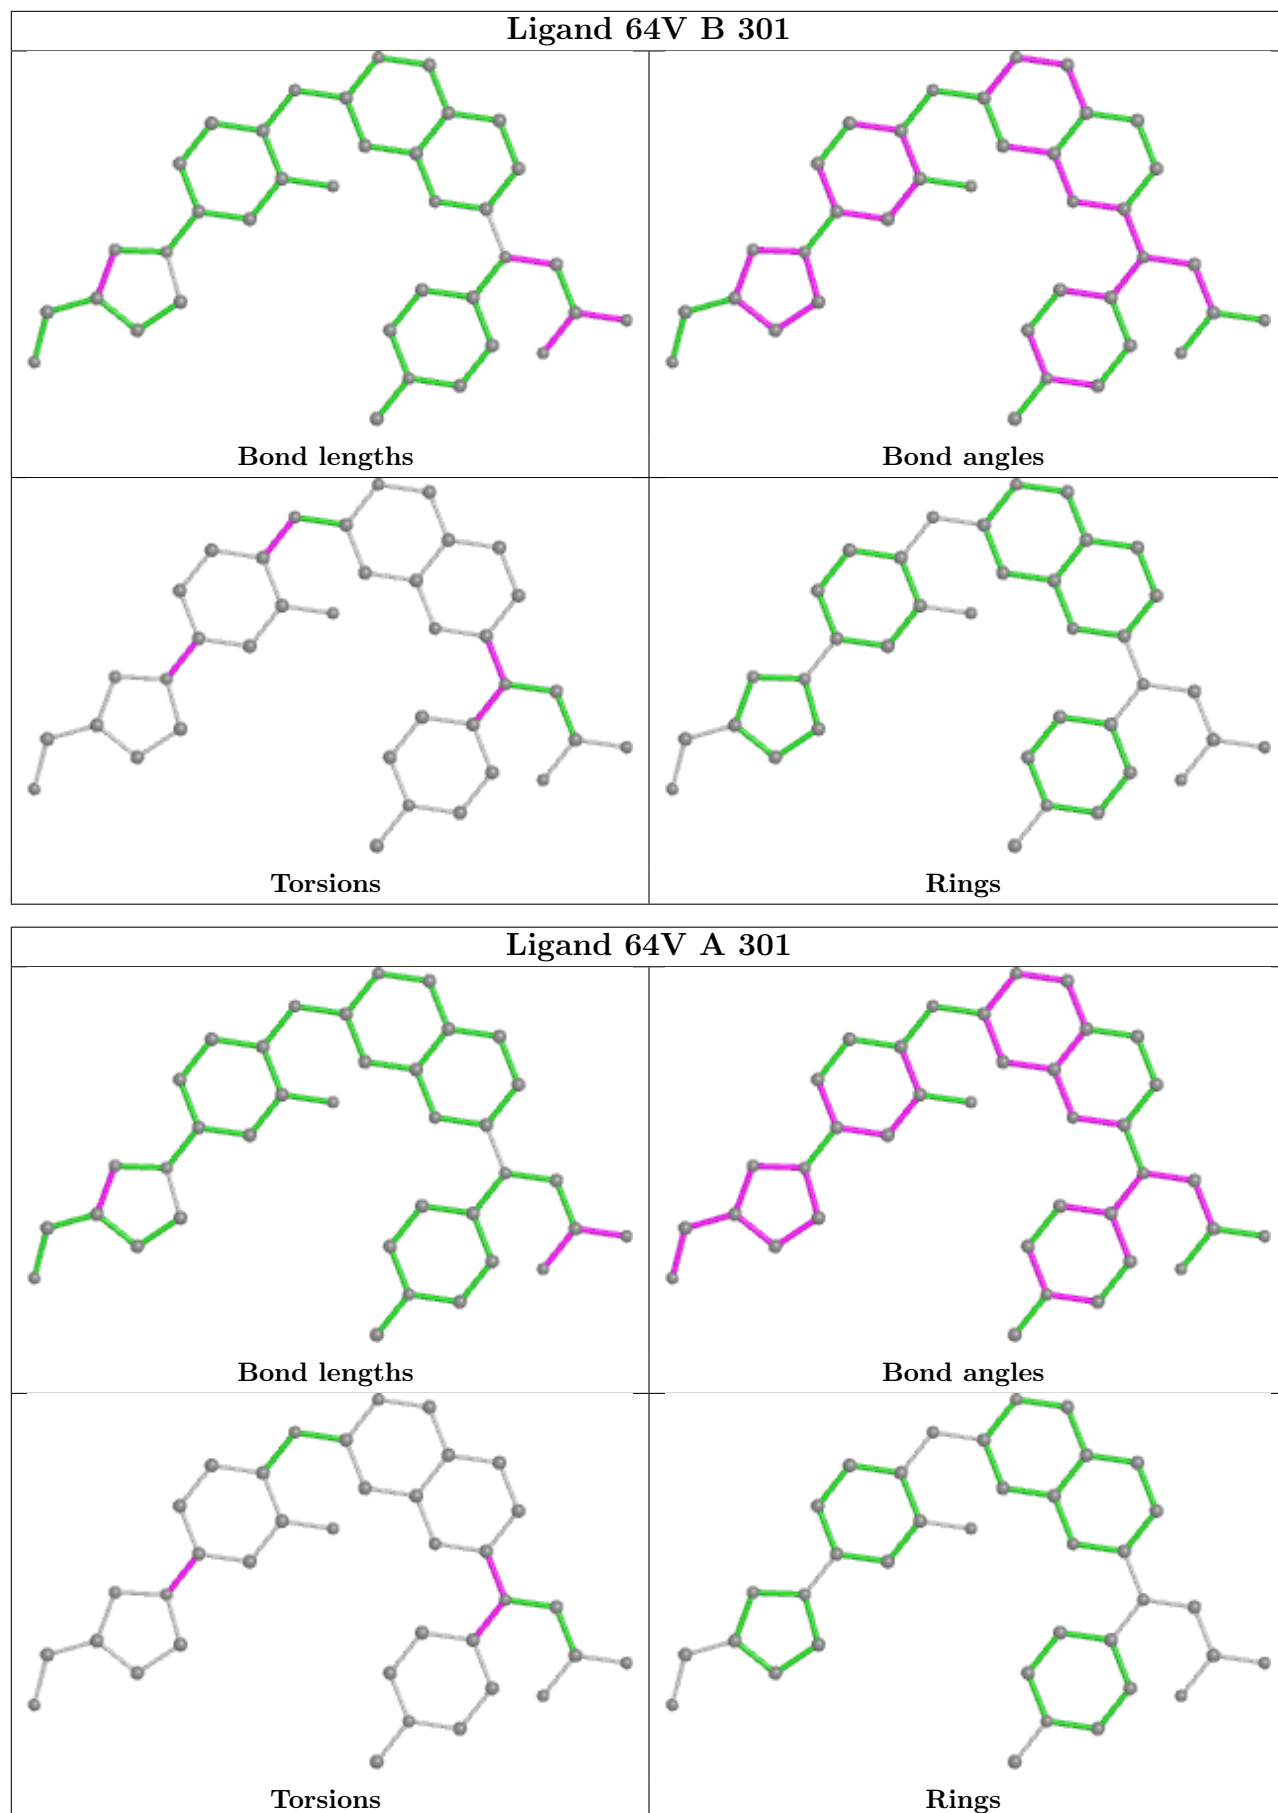 Ligand 64V B 301
Bond lengths
Bond angles
Torsions
Rings
Ligand 64V A 301
Bond lengths
Bond angles
Torsions
Rings